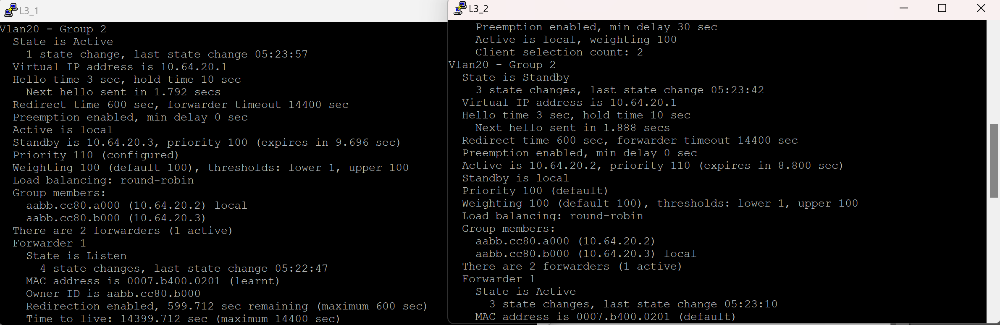 L3_1
Vlan20 - Group 2
  State is Active
    1 state change, last state change 05:23:57
  Virtual IP address is 10.64.20.1
  Hello time 3 sec, hold time 10 sec
    Next hello sent in 1.792 secs
  Redirect time 600 sec, forwarder timeout 14400 sec
  Preemption enabled, min delay 0 sec
  Active is local
  Standby is 10.64.20.3, priority 100 (expires in 9.696 sec)
  Priority 110 (configured)
  Weighting 100 (default 100), thresholds: lower 1, upper 100
  Load balancing: round-robin
  Group members:
    aabb.cc80.a000 (10.64.20.2) local
    aabb.cc80.b000 (10.64.20.3)
  There are 2 forwarders (1 active)
  Forwarder 1
    State is Listen
      4 state changes, last state change 05:22:47
    MAC address is 0007.b400.0201 (learnt)
    Owner ID is aabb.cc80.b000
    Redirection enabled, 599.712 sec remaining (maximum 600 sec)
    Time to live: 14399.712 sec (maximum 14400 sec)
L3_2
    Preemption enabled, min delay 30 sec
    Active is local, weighting 100
    Client selection count: 2
Vlan20 - Group 2
  State is Standby
    3 state changes, last state change 05:23:42
  Virtual IP address is 10.64.20.1
  Hello time 3 sec, hold time 10 sec
    Next hello sent in 1.888 secs
  Redirect time 600 sec, forwarder timeout 14400 sec
  Preemption enabled, min delay 0 sec
  Active is 10.64.20.2, priority 110 (expires in 8.800 sec)
  Standby is local
  Priority 100 (default)
  Weighting 100 (default 100), thresholds: lower 1, upper 100
  Load balancing: round-robin
  Group members:
    aabb.cc80.a000 (10.64.20.2)
    aabb.cc80.b000 (10.64.20.3) local
  There are 2 forwarders (1 active)
  Forwarder 1
    State is Active
      3 state changes, last state change 05:23:10
    MAC address is 0007.b400.0201 (default)